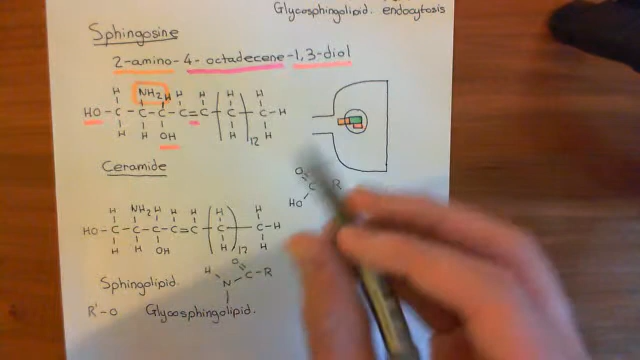 Glycosphingolipid. endocytosis
Sphingosine
2-amino-4-octadecene-1,3-diol
H NH2 H H H H H
HO-C-C-C-C=C-C-C-H
H H OH H H
12
Ceramide
O
C R
HO
H NH2 H H H H H
HO-C-C-C-C=C-C-C-H
H H OH H H
12
Sphingolipid.
O
H C-R
N
R'-O Glycosphingolipid.